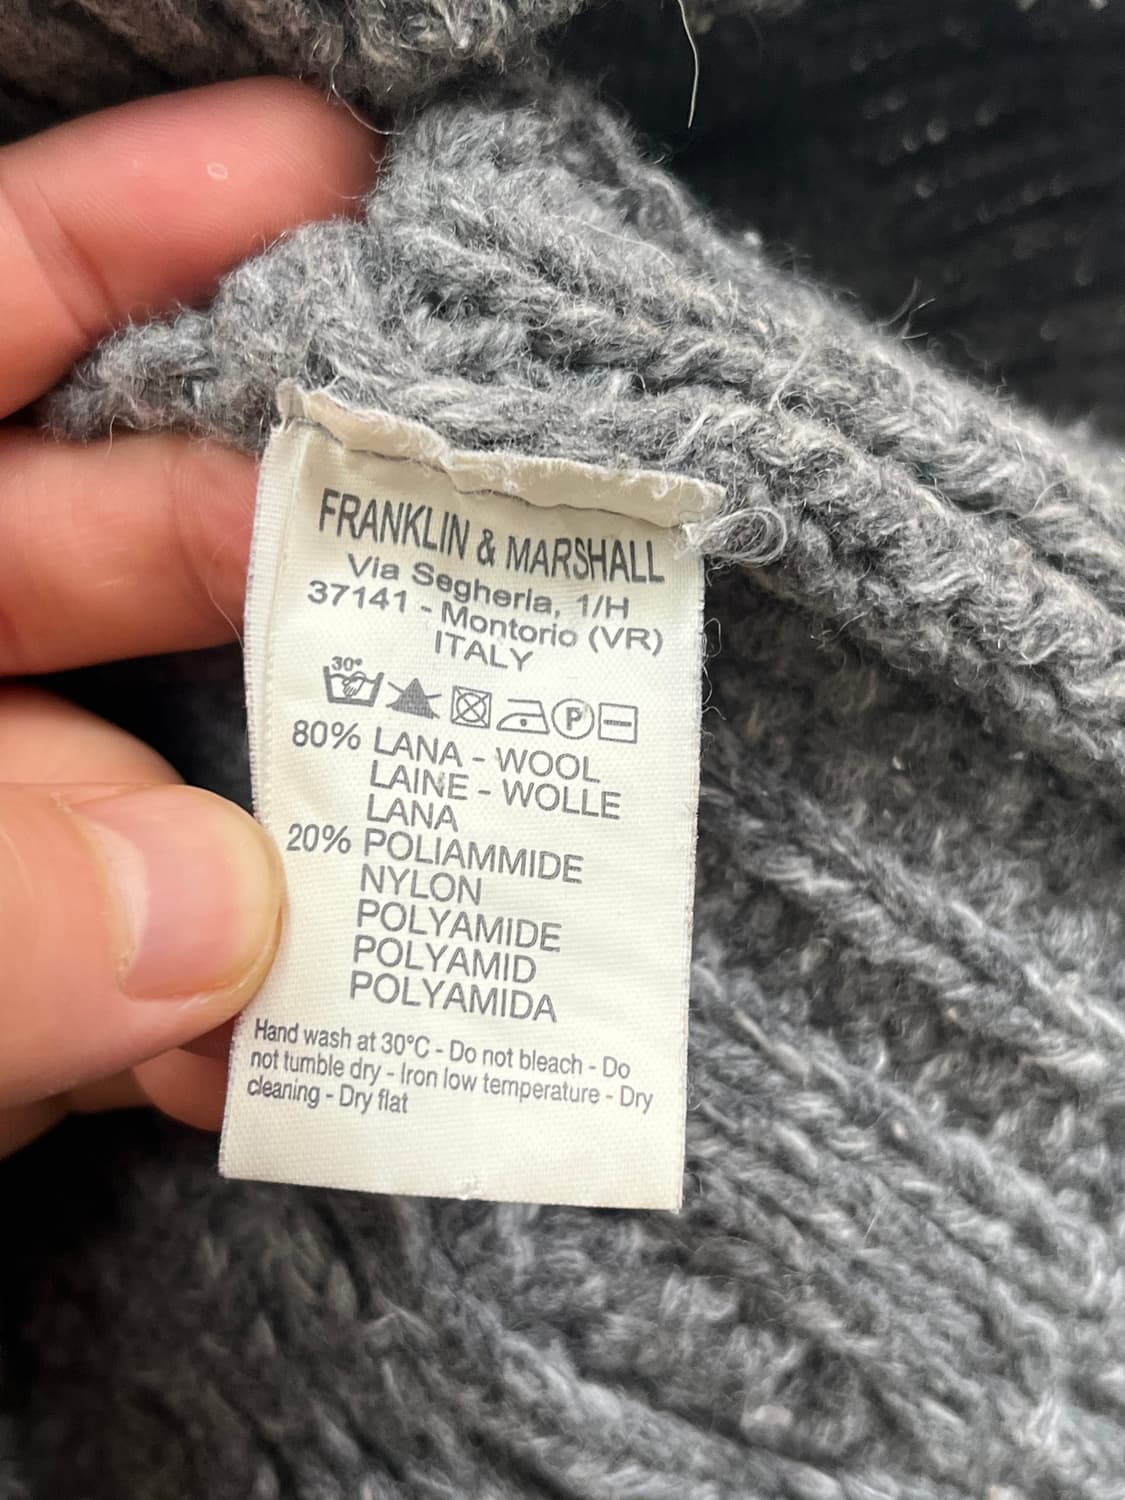 FRANKLIN & MARSHALL
Via Segheria, 1/H
37141 - Montorio (VR)
ITALY
30°
P
80% LANA - WOOL
LAINE - WOLLE
LANA
20% POLIAMMIDE
NYLON
POLYAMIDE
POLYAMID
POLYAMIDA
Hand wash at 30°C - Do not bleach - Do
not tumble dry - Iron low temperature - Dry
cleaning - Dry flat